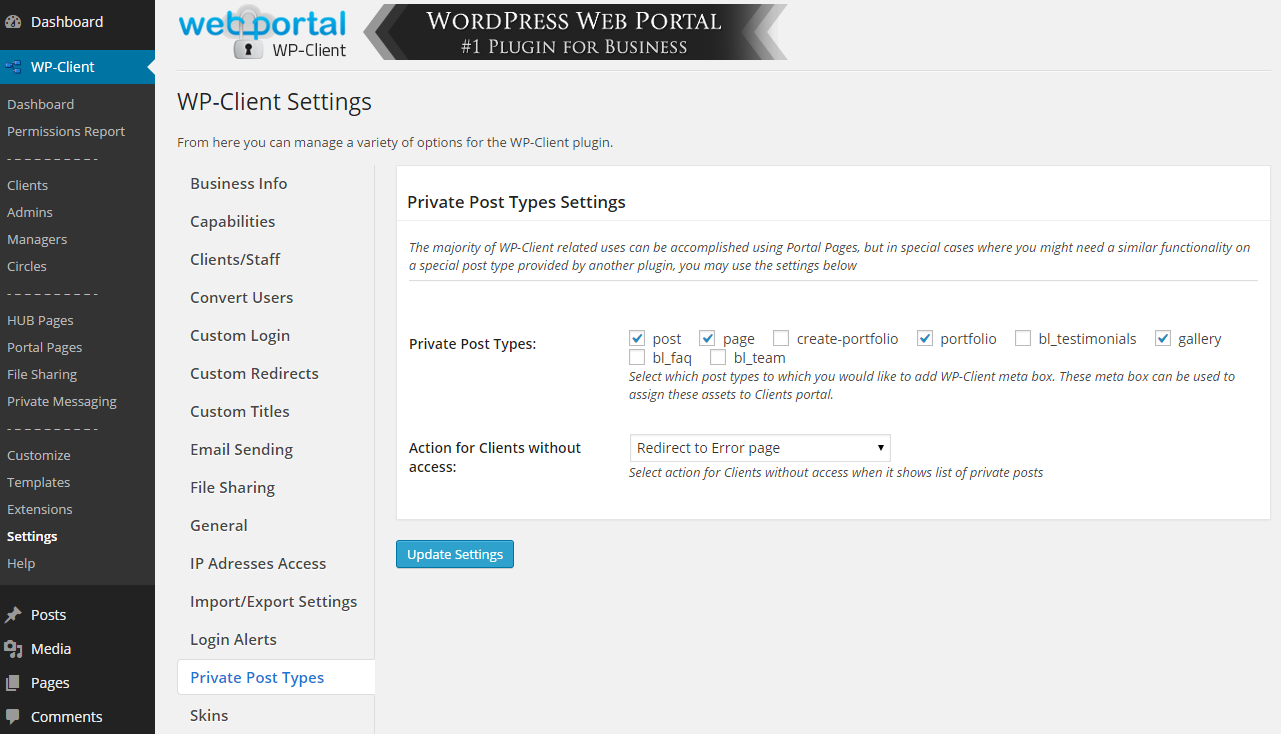 Dashboard
WP-Client
Dashboard
Permissions Report
- - - - - - - - - -
Clients
Admins
Managers
Circles
- - - - - - - - - -
HUB Pages
Portal Pages
File Sharing
Private Messaging
- - - - - - - - - -
Customize
Templates
Extensions
Settings
Help
Posts
Media
Pages
Comments
web portal
WP-Client
WordPress Web Portal
#1 Plugin for Business
WP-Client Settings
From here you can manage a variety of options for the WP-Client plugin.
Business Info
Capabilities
Clients/Staff
Convert Users
Custom Login
Custom Redirects
Custom Titles
Email Sending
File Sharing
General
IP Adresses Access
Import/Export Settings
Login Alerts
Private Post Types
Skins
Private Post Types Settings
The majority of WP-Client related uses can be accomplished using Portal Pages, but in special cases where you might need a similar functionality on
a special post type provided by another plugin, you may use the settings below
Private Post Types:
post page create-portfolio portfolio bl_testimonials gallery
bl_faq bl_team
Select which post types to which you would like to add WP-Client meta box. These meta box can be used to
assign these assets to Clients portal.
Action for Clients without
access:
Redirect to Error page
Select action for Clients without access when it shows list of private posts
Update Settings